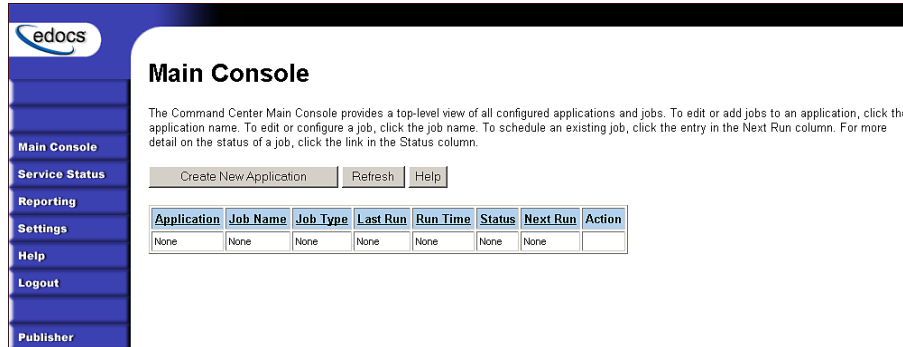 edocs
Main Console
The Command Center Main Console provides a top-level view of all configured applications and jobs. To edit or add jobs to an application, click the
application name. To edit or configure a job, click the job name. To schedule an existing job, click the entry in the Next Run column. For more
detail on the status of a job, click the link in the Status column.
Main Console
Service Status
Reporting
Settings
Help
Logout
Publisher
Create New Application Refresh Help
Application Job Name Job Type Last Run Run Time Status Next Run Action
None None None None None None None